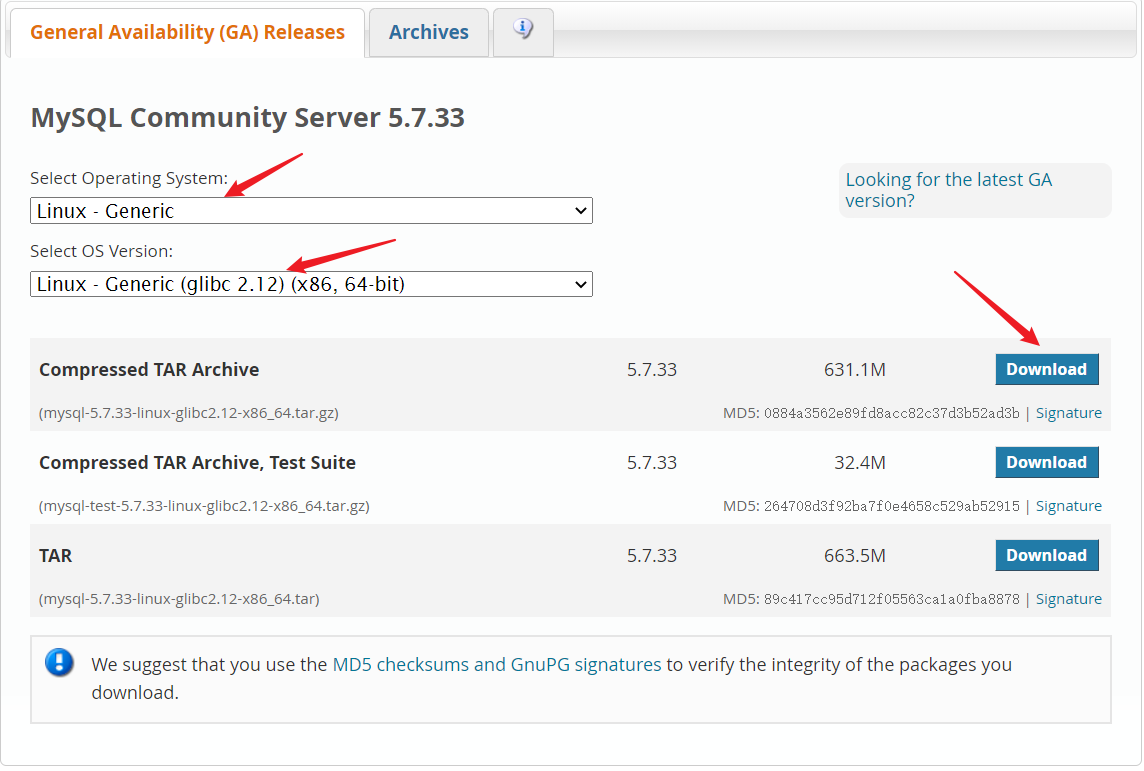 General Availability (GA) Releases
Archives
MySQL Community Server 5.7.33
Select Operating System:
Looking for the latest GA
version?
Linux - Generic
Select OS Version:
Linux - Generic (glibc 2.12) (x86, 64-bit)
Compressed TAR Archive 5.7.33 631.1M Download
(mysql-5.7.33-linux-glibc2.12-x86_64.tar.gz) MD5: 0884a3562e89fd8acc82c37d3b52ad3b | Signature
Compressed TAR Archive, Test Suite 5.7.33 32.4M Download
(mysql-test-5.7.33-linux-glibc2.12-x86_64.tar.gz) MD5: 264708d3f92ba7f0e4658c529ab52915 | Signature
TAR 5.7.33 663.5M Download
(mysql-5.7.33-linux-glibc2.12-x86_64.tar) MD5: 89c417cc95d712f05563ca1a0fba8878 | Signature
We suggest that you use the MD5 checksums and GnuPG signatures to verify the integrity of the packages you
download.